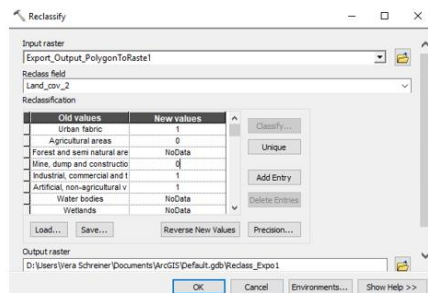 Reclassify
Input raster
Export_Output_PolygonToRaste1
Reclass field
Land_cov_2
Reclassification
Old values New values
Urban fabric 1
Agricultural areas 0
Forest and semi natural are NoData
Mine, dump and constructio 0
Industrial, commercial and t 1
Artificial, non-agricultural v 1
Water bodies NoData
Wetlands NoData
Classify...
Unique
Add Entry
Delete Entries
Load... Save... Reverse New Values Precision...
Output raster
D:\Users\Vera Schreiner\Documents\ArcGIS\Default.gdb\Reclass_Expo1
OK Cancel Environments... Show Help >>